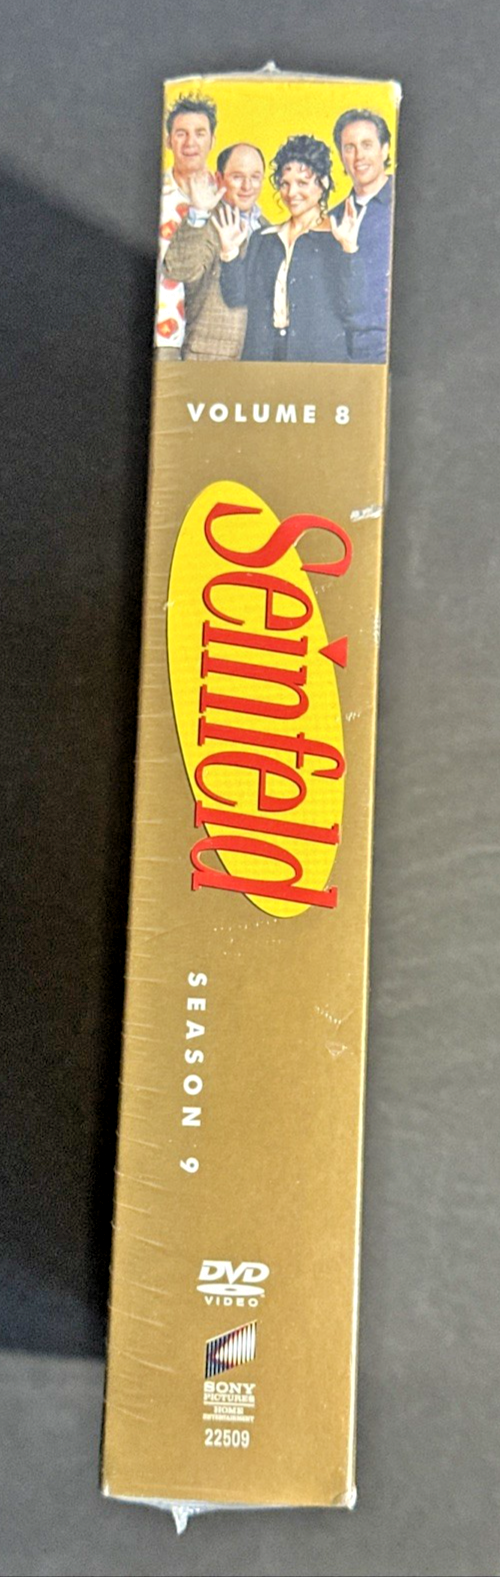 VOLUME 8
Seinfeld
SEASON 9
DVD
VIDEO
SONY
PICTURES
HOME
ENTERTAINMENT
22509